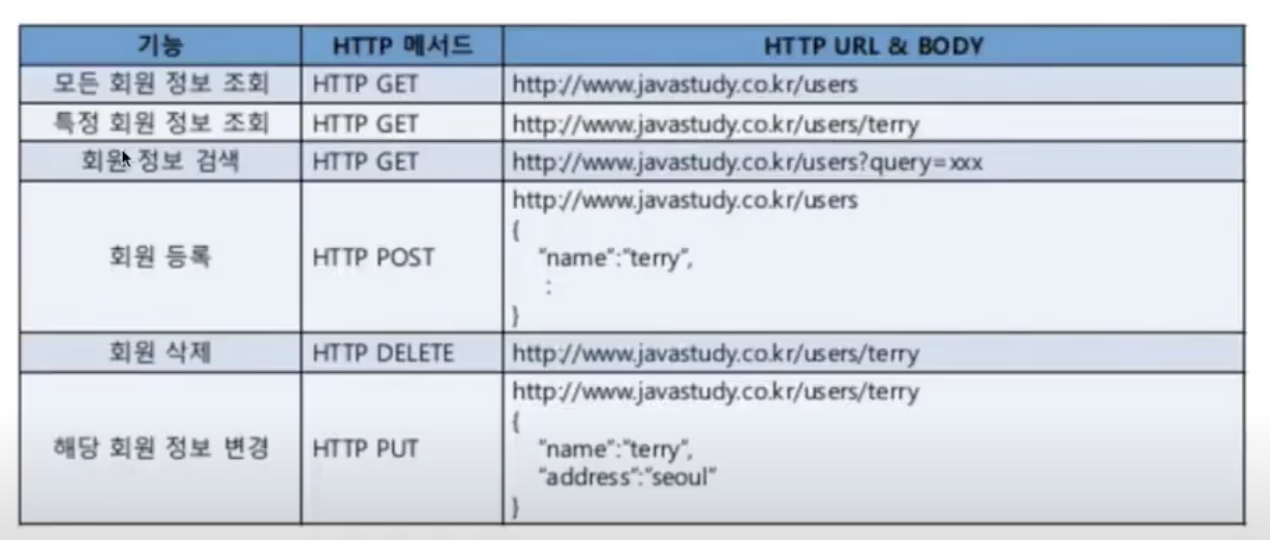 기능 HTTP 메서드 HTTP URL & BODY
모든 회원 정보 조회 HTTP GET http://www.javastudy.co.kr/users
특정 회원 정보 조회 HTTP GET http://www.javastudy.co.kr/users/terry
회원 정보 검색 HTTP GET http://www.javastudy.co.kr/users?query=xxx
회원 등록 HTTP POST http://www.javastudy.co.kr/users
{
"name":"terry",
:
}
회원 삭제 HTTP DELETE http://www.javastudy.co.kr/users/terry
해당 회원 정보 변경 HTTP PUT http://www.javastudy.co.kr/users/terry
{
"name":"terry",
"address":"seoul"
}